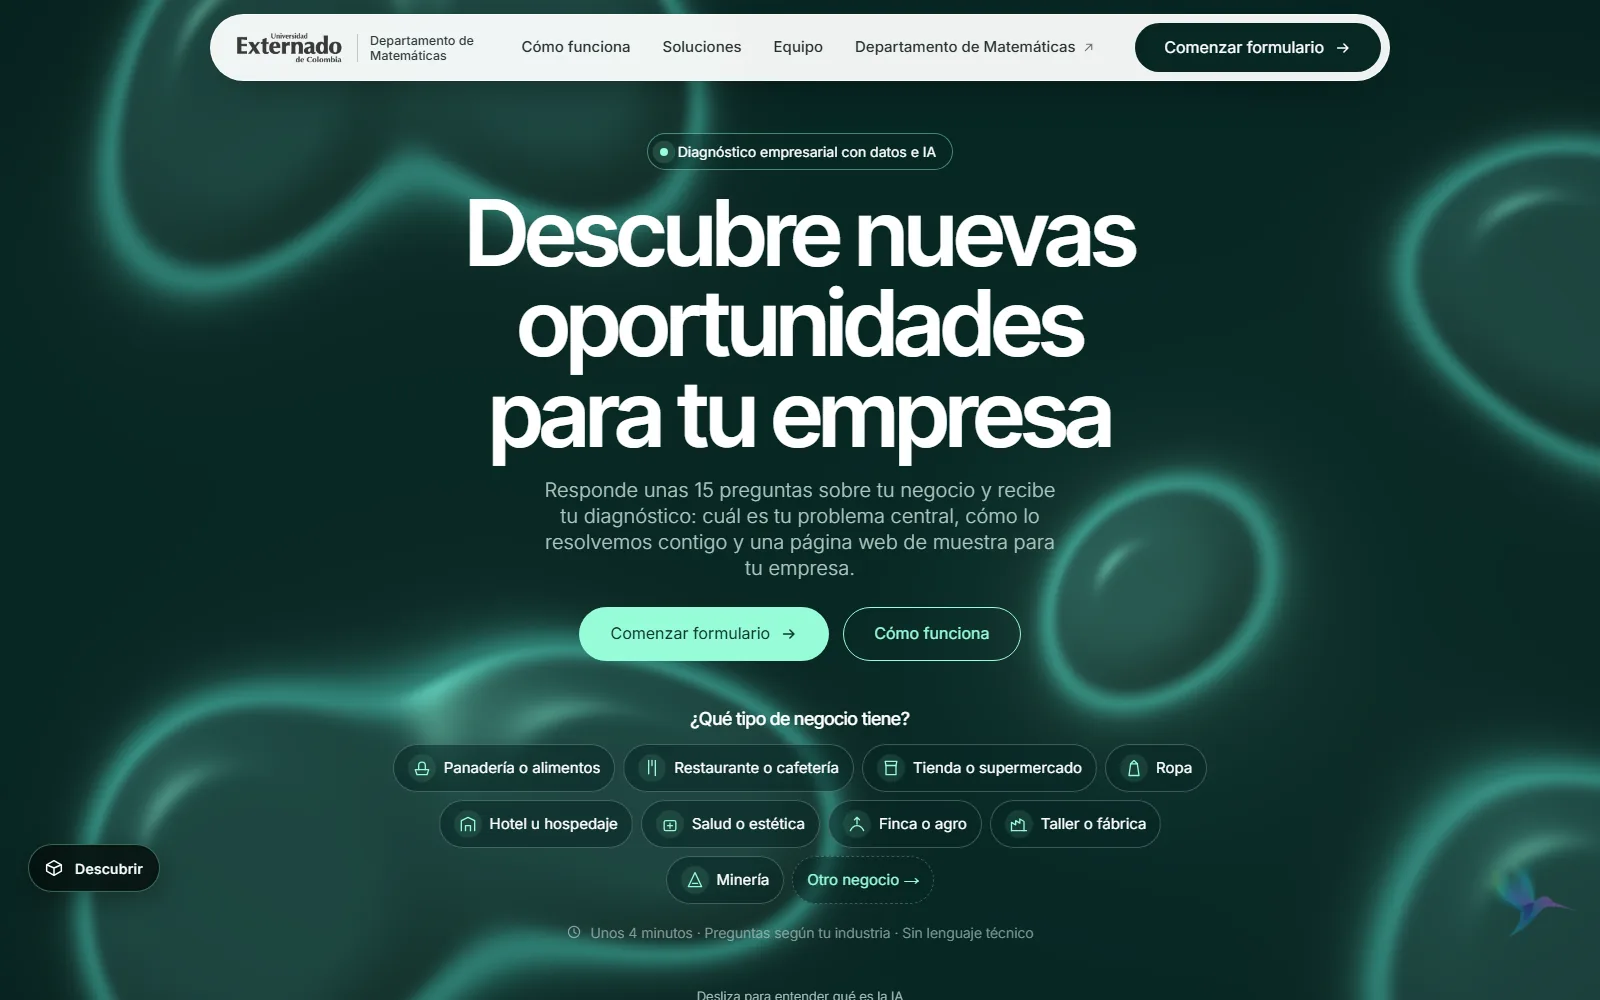 Universidad
Externado
de Colombia
Departamento de
Matemáticas
Cómo funciona
Soluciones
Equipo
Departamento de Matemáticas ↗
Comenzar formulario →
Diagnóstico empresarial con datos e IA
Descubre nuevas
oportunidades
para tu empresa
Responde unas 15 preguntas sobre tu negocio y recibe
tu diagnóstico: cuál es tu problema central, cómo lo
resolvemos contigo y una página web de muestra para
tu empresa.
Comenzar formulario →
Cómo funciona
¿Qué tipo de negocio tiene?
Panadería o alimentos
Restaurante o cafetería
Tienda o supermercado
Ropa
Hotel u hospedaje
Salud o estética
Finca o agro
Taller o fábrica
Descubrir
Minería
Otro negocio →
Unos 4 minutos · Preguntas según tu industria · Sin lenguaje técnico
Desliza para entender qué es la IA